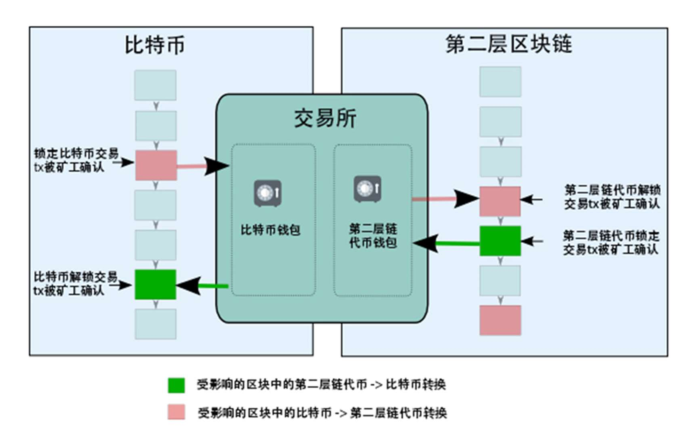 比特币
第二层区块链
交易所
锁定比特币交易
tx被矿工确认
比特币钱包
第二层链
代币钱包
第二层链代币解锁
交易tx被矿工确认
第二层链代币锁定
交易tx被矿工确认
比特币解锁交易
tx被矿工确认
受影响的区块中的第二层链代币 -> 比特币转换
受影响的区块中的比特币 -> 第二层链代币转换